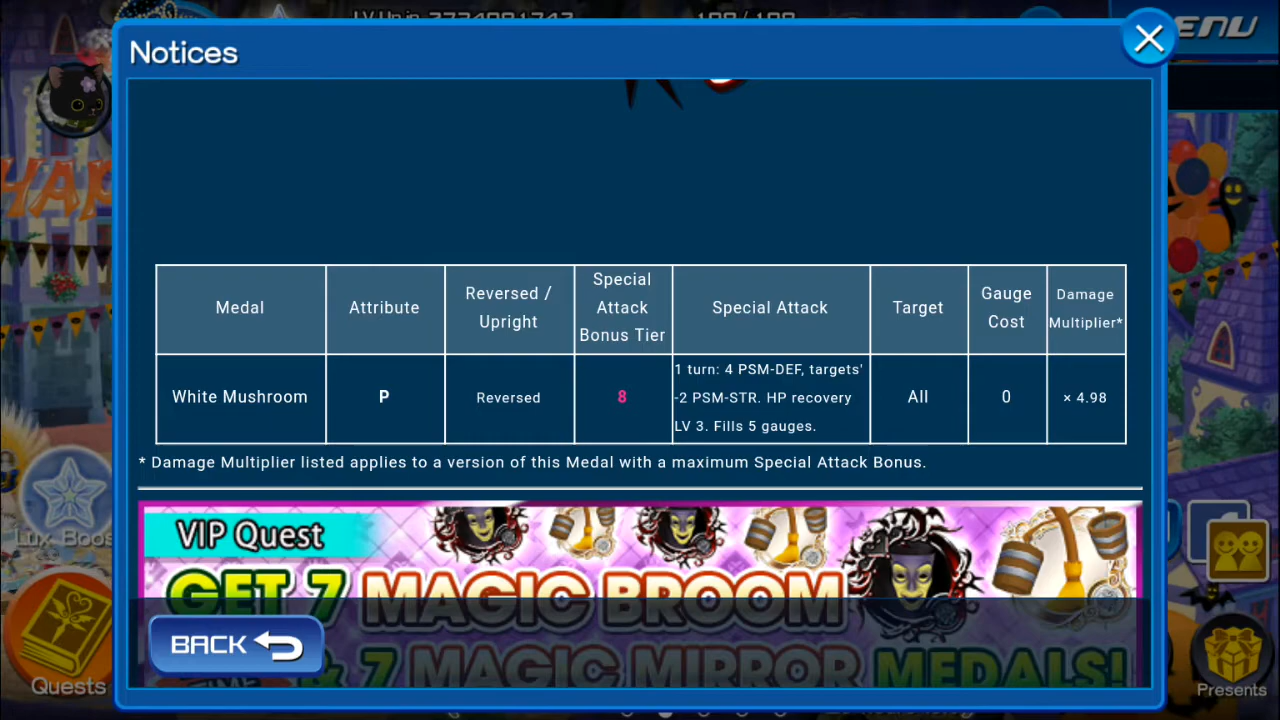 Notices
Medal
Attribute
Reversed /
Upright
Special
Attack
Bonus Tier
Special Attack
Target
Gauge
Cost
Damage
Multiplier*
White Mushroom
P
Reversed
8
1 turn: 4 PSM-DEF, targets'
-2 PSM-STR. HP recovery
LV 3. Fills 5 gauges.
All
0
× 4.98
* Damage Multiplier listed applies to a version of this Medal with a maximum Special Attack Bonus.
VIP Quest
GET 7 MAGIC BROOM
& 7 MAGIC MIRROR MEDALS!
BACK
Lux Boos
Quests
Presents